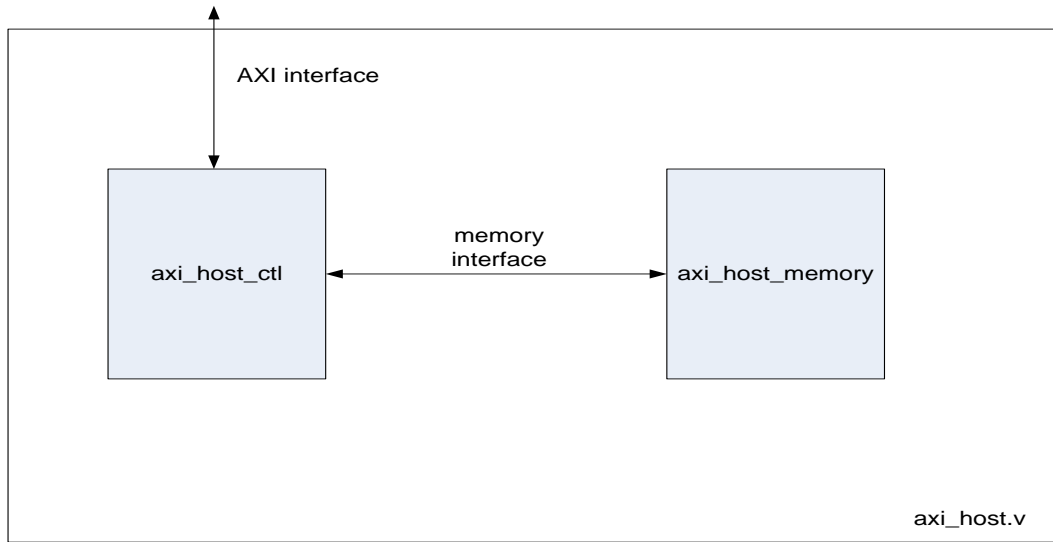 AXI interface
memory
interface
axi_host_ctl
axi_host_memory
axi_host.v